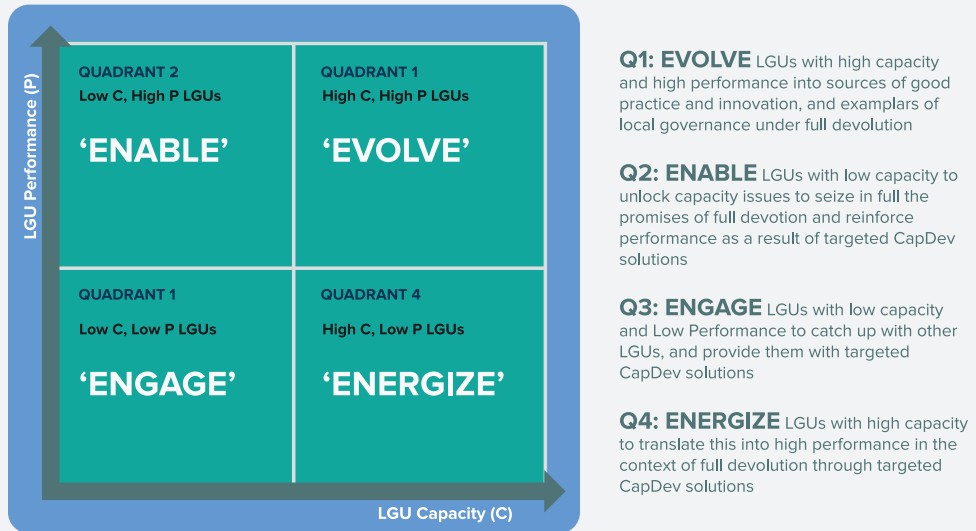 LGU Performance (P)
QUADRANT 2
Low C, High P LGUs
‘ENABLE’
QUADRANT 1
High C, High P LGUs
‘EVOLVE’
QUADRANT 1
Low C, Low P LGUs
‘ENGAGE’
QUADRANT 4
High C, Low P LGUs
‘ENERGIZE’
LGU Capacity (C)
Q1: EVOLVE LGUs with high capacity
and high performance into sources of good
practice and innovation, and examplars of
local governance under full devolution
Q2: ENABLE LGUs with low capacity to
unlock capacity issues to seize in full the
promises of full devotion and reinforce
performance as a result of targeted CapDev
solutions
Q3: ENGAGE LGUs with low capacity
and Low Performance to catch up with other
LGUs, and provide them with targeted
CapDev solutions
Q4: ENERGIZE LGUs with high capacity
to translate this into high performance in the
context of full devolution through targeted
CapDev solutions